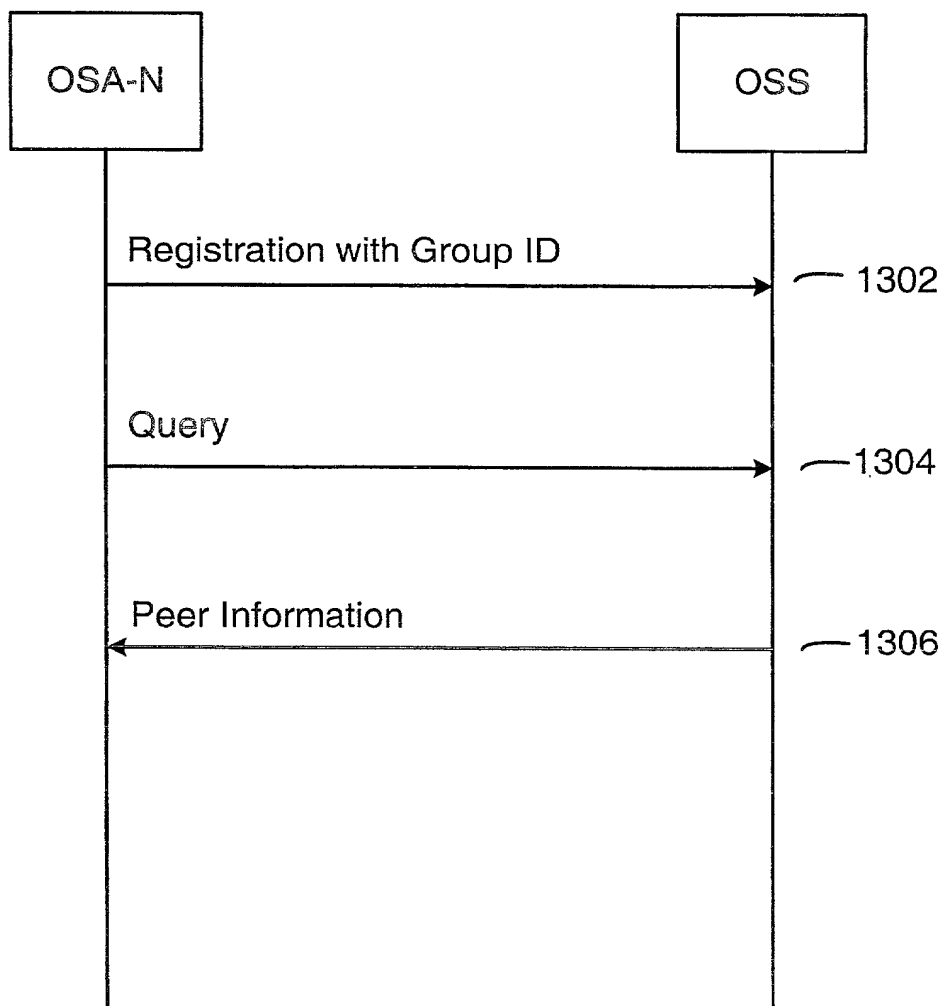 OSA-N
OSS
Registration with Group ID
1302
Query
1304
Peer Information
1306